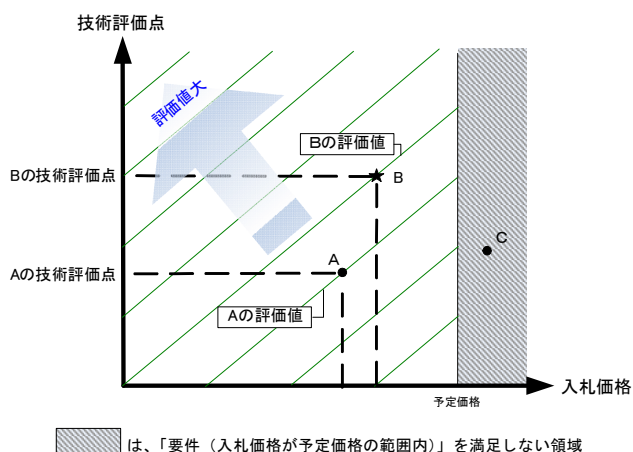 技術評価点
評価値大
Bの評価値
Bの技術評価点
B
C
A
Aの技術評価点
Aの評価値
入札価格
予定価格
は、「要件(入札価格が予定価格の範囲内)」を満足しない領域